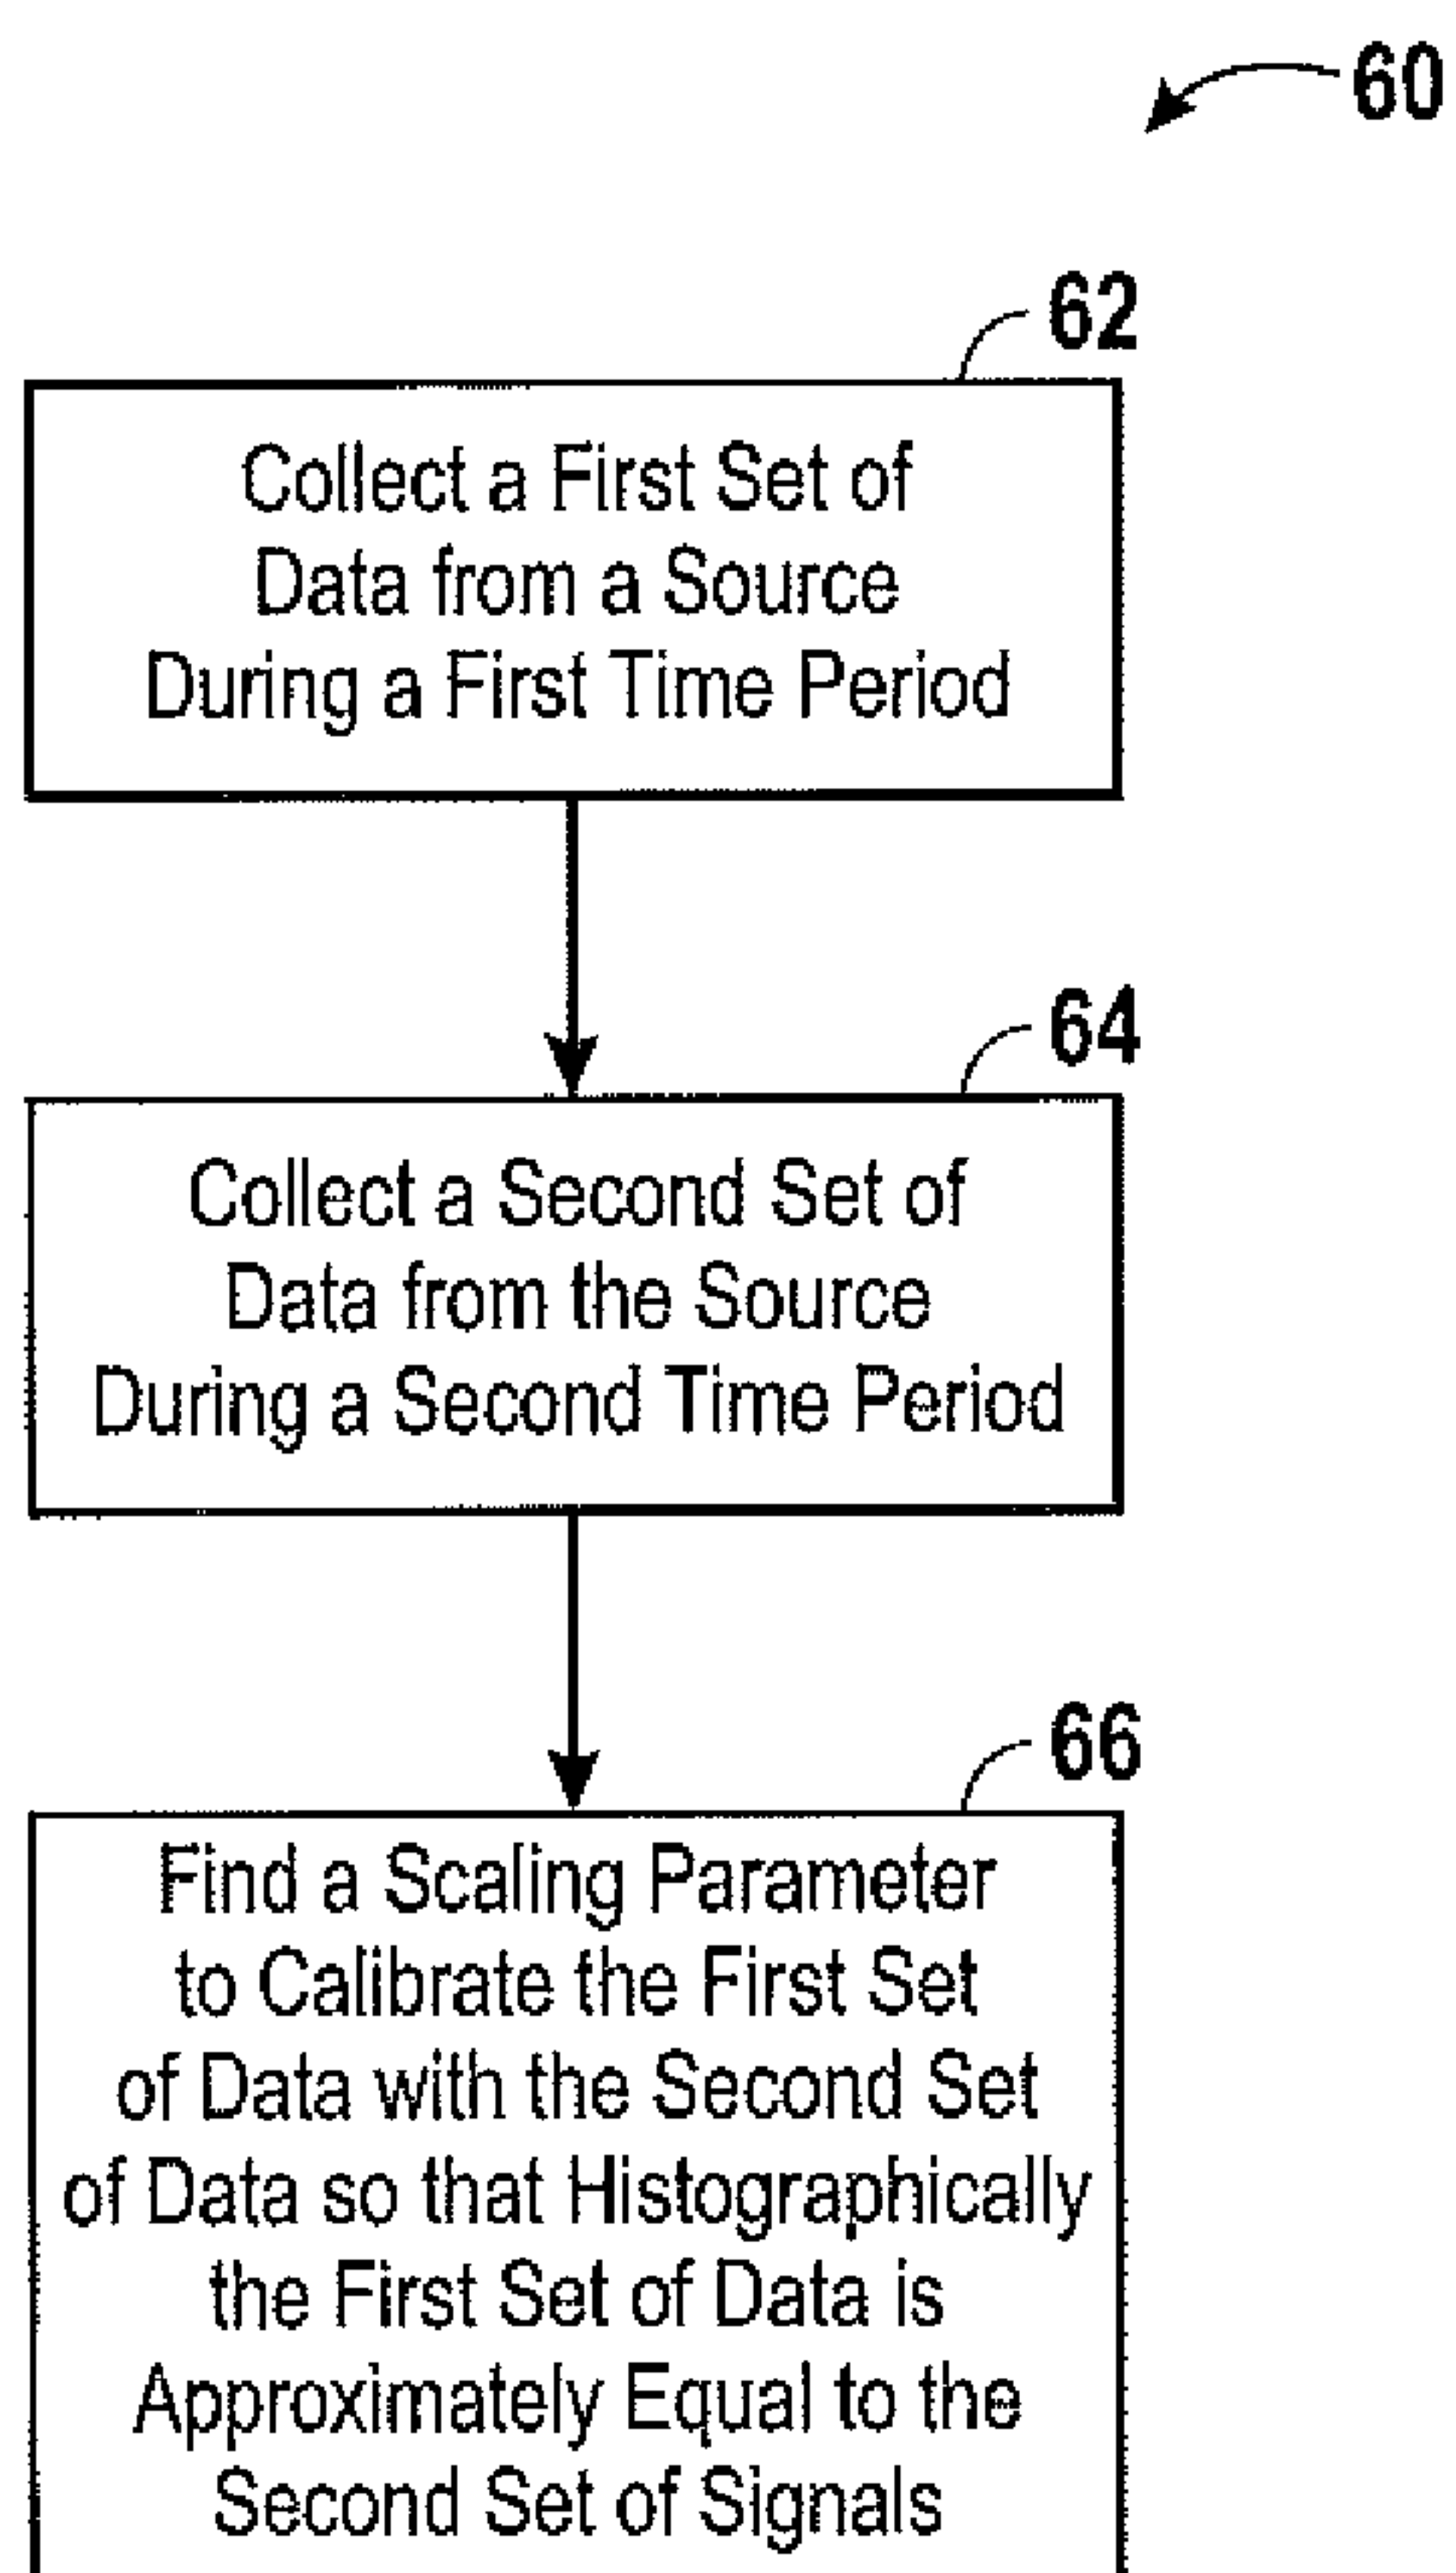 60
62
Collect a First Set of
Data from a Source
During a First Time Period
64
Collect a Second Set of
Data from the Source
During a Second Time Period
66
Find a Scaling Parameter
to Calibrate the First Set
of Data with the Second Set
of Data so that Histographically
the First Set of Data is
Approximately Equal to the
Second Set of Signals